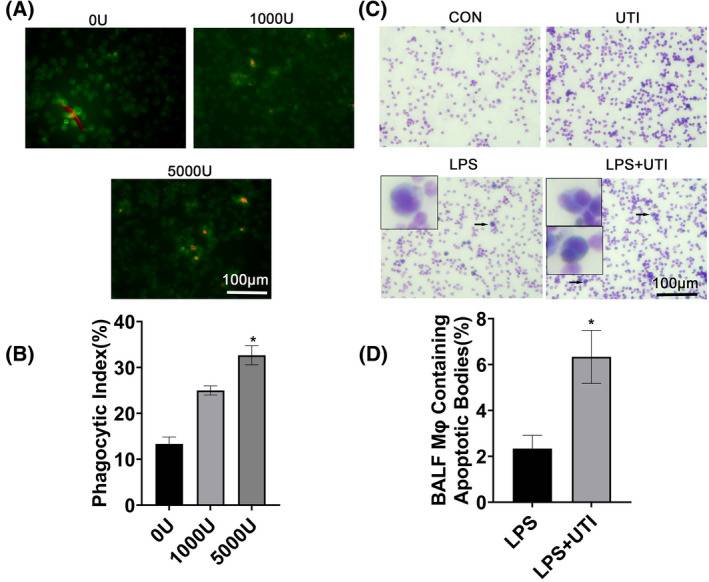 (A)
0U
1000U
5000U
100μm
(B)
Phagocytic Index(%)
40
30
20
10
0
*
0U
1000U
5000U
(C)
CON
UTI
LPS
LPS+UTI
100μm
(D)
BALF Mφ Containing
Apoptotic Bodies(%)
8
6
4
2
0
*
LPS
LPS+UTI